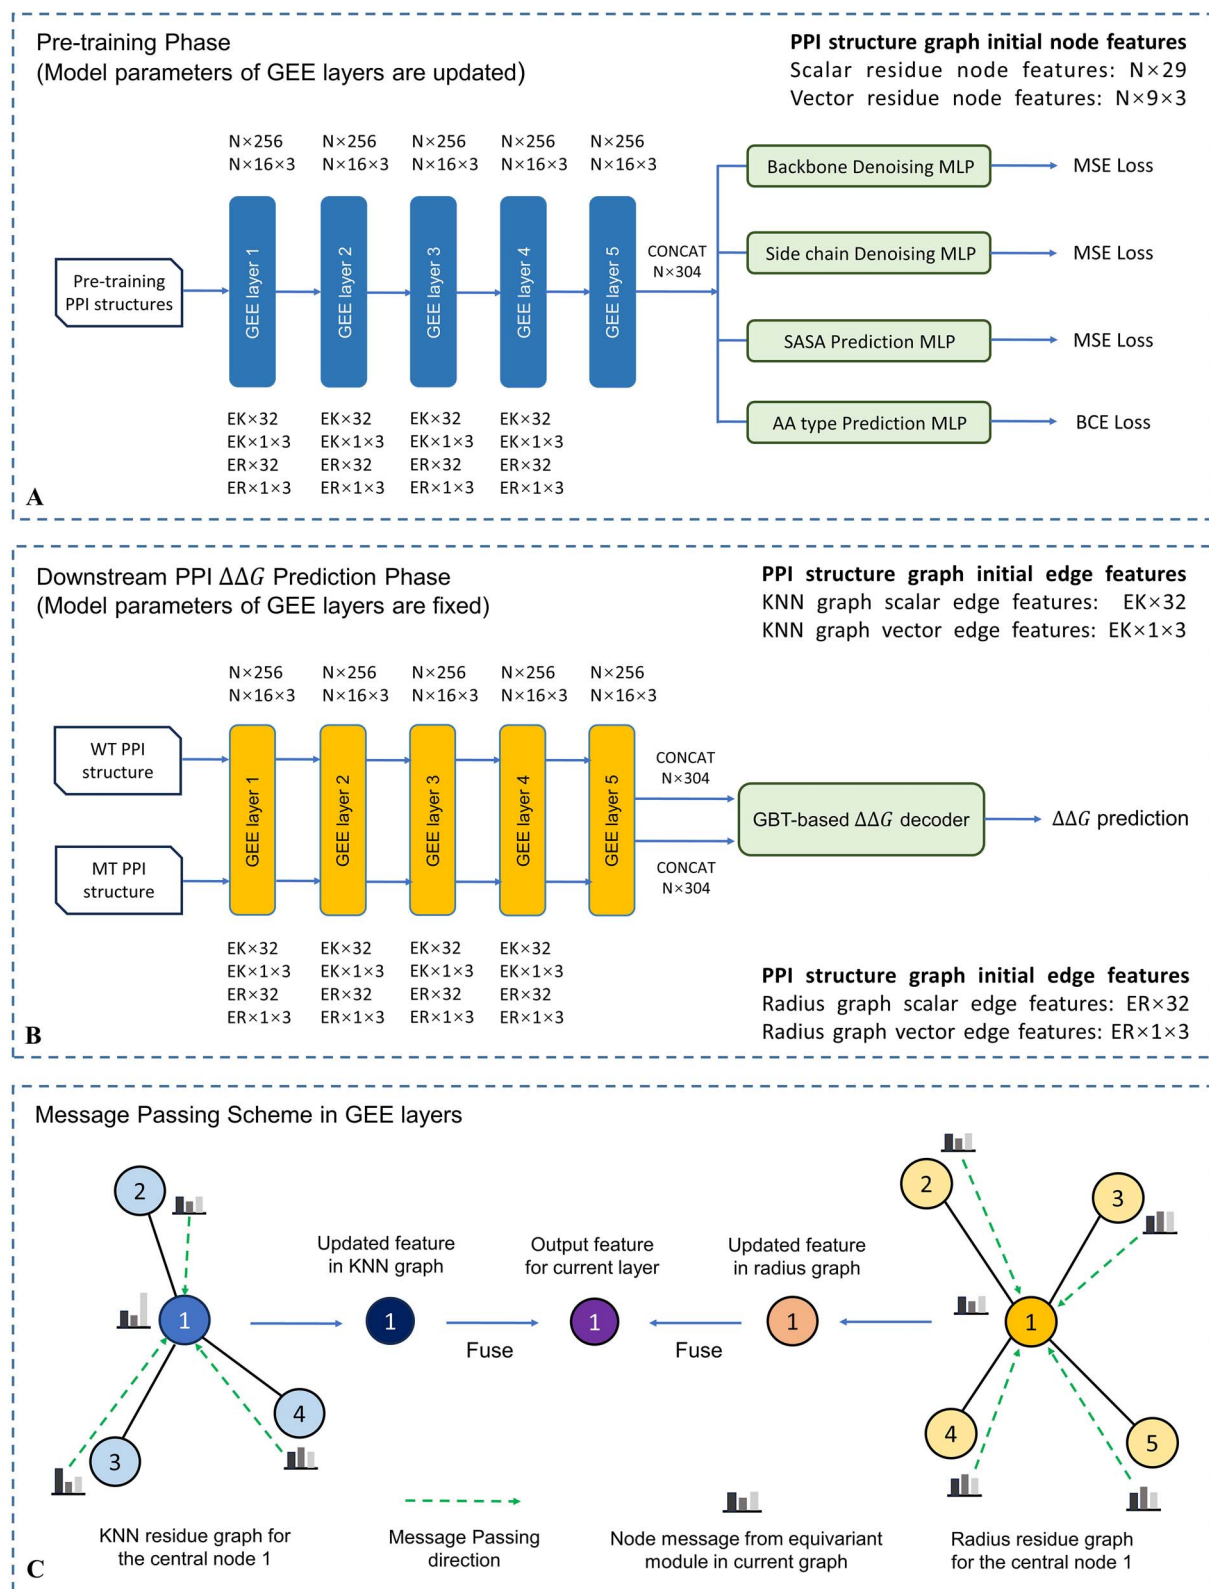 Pre-training Phase
(Model parameters of GEE layers are updated)
PPI structure graph initial node features
Scalar residue node features: N×29
Vector residue node features: N×9×3
N×256 N×256 N×256 N×256 N×256
N×16×3 N×16×3 N×16×3 N×16×3 N×16×3
Pre-training
PPI structures
GEE layer 1
GEE layer 2
GEE layer 3
GEE layer 4
GEE layer 5
CONCAT
N×304
Backbone Denoising MLP
MSE Loss
Side chain Denoising MLP
MSE Loss
SASA Prediction MLP
MSE Loss
AA type Prediction MLP
BCE Loss
EK×32 EK×32 EK×32 EK×32
EK×1×3 EK×1×3 EK×1×3 EK×1×3
ER×32 ER×32 ER×32 ER×32
ER×1×3 ER×1×3 ER×1×3 ER×1×3
A
Downstream PPI ΔΔG Prediction Phase
(Model parameters of GEE layers are fixed)
PPI structure graph initial edge features
KNN graph scalar edge features: EK×32
KNN graph vector edge features: EK×1×3
N×256 N×256 N×256 N×256 N×256
N×16×3 N×16×3 N×16×3 N×16×3 N×16×3
WT PPI
structure
MT PPI
structure
GEE layer 1
GEE layer 2
GEE layer 3
GEE layer 4
GEE layer 5
CONCAT
N×304
CONCAT
N×304
GBT-based ΔΔG decoder
ΔΔG prediction
EK×32 EK×32 EK×32 EK×32
EK×1×3 EK×1×3 EK×1×3 EK×1×3
ER×32 ER×32 ER×32 ER×32
ER×1×3 ER×1×3 ER×1×3 ER×1×3
PPI structure graph initial edge features
Radius graph scalar edge features: ER×32
Radius graph vector edge features: ER×1×3
B
Message Passing Scheme in GEE layers
2
1
3
4
Updated feature
in KNN graph
1
Fuse
Output feature
for current layer
1
Fuse
Updated feature
in radius graph
1
2
3
1
4
5
KNN residue graph for
the central node 1
Message Passing
direction
Node message from equivariant
module in current graph
Radius residue graph
for the central node 1
C